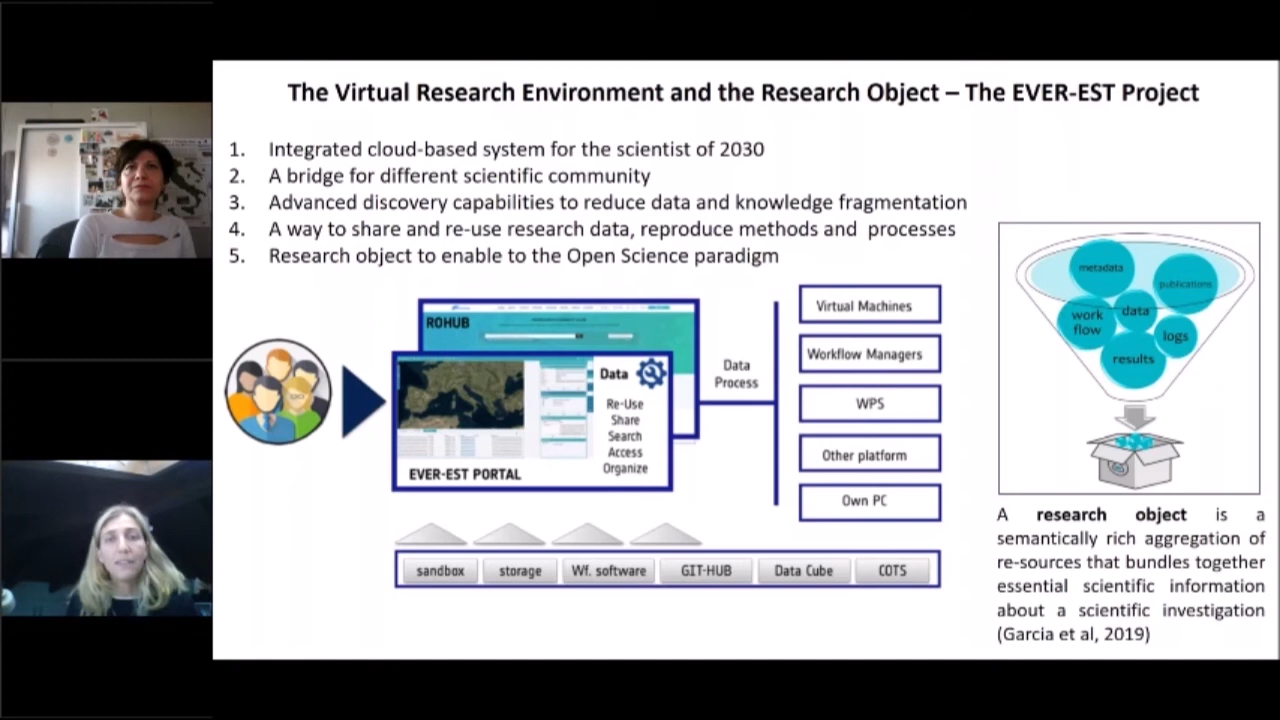 The Virtual Research Environment and the Research Object – The EVER-EST Project
1. Integrated cloud-based system for the scientist of 2030
2. A bridge for different scientific community
3. Advanced discovery capabilities to reduce data and knowledge fragmentation
4. A way to share and re-use research data, reproduce methods and processes
5. Research object to enable to the Open Science paradigm
ROHUB
Data
Re-Use
Share
Search
Access
Organize
EVER-EST PORTAL
Data
Process
Virtual Machines
Workflow Managers
WPS
Other platform
Own PC
sandbox
storage
Wf. software
GIT-HUB
Data Cube
COTS
metadata
publications
data
work
flow
logs
results
A research object is a
semantically rich aggregation of
re-sources that bundles together
essential scientific information
about a scientific investigation
(Garcia et al, 2019)